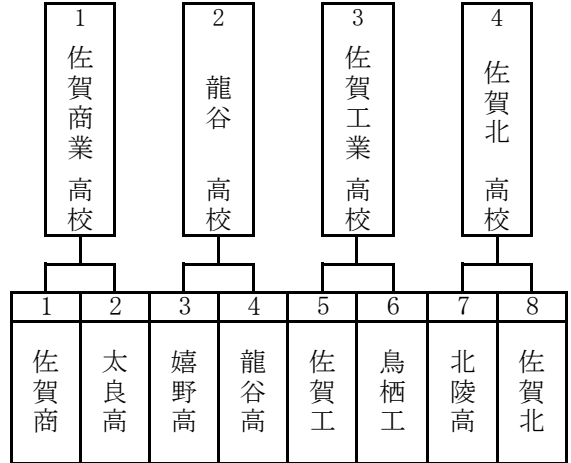 1
佐賀商業 高校
2
龍谷 高校
3
佐賀工業 高校
4
佐賀北 高校
1
2
3
4
5
6
7
8
佐賀商
太良高
嬉野高
龍谷高
佐賀工
鳥栖工
北陵高
佐賀北